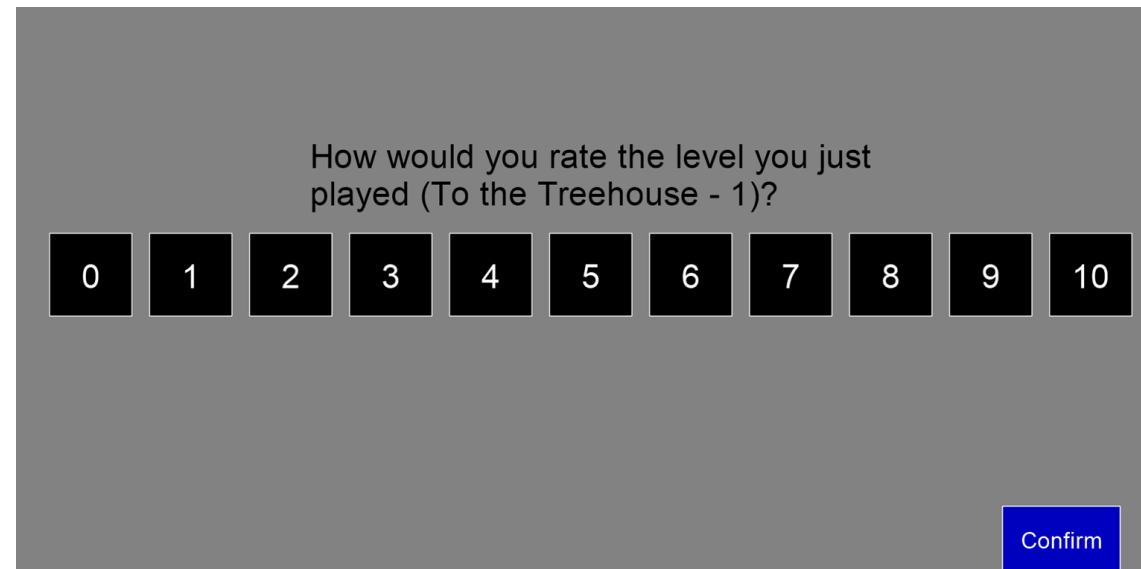 How would you rate the level you just
played (To the Treehouse - 1)?
0 1 2 3 4 5 6 7 8 9 10
Confirm